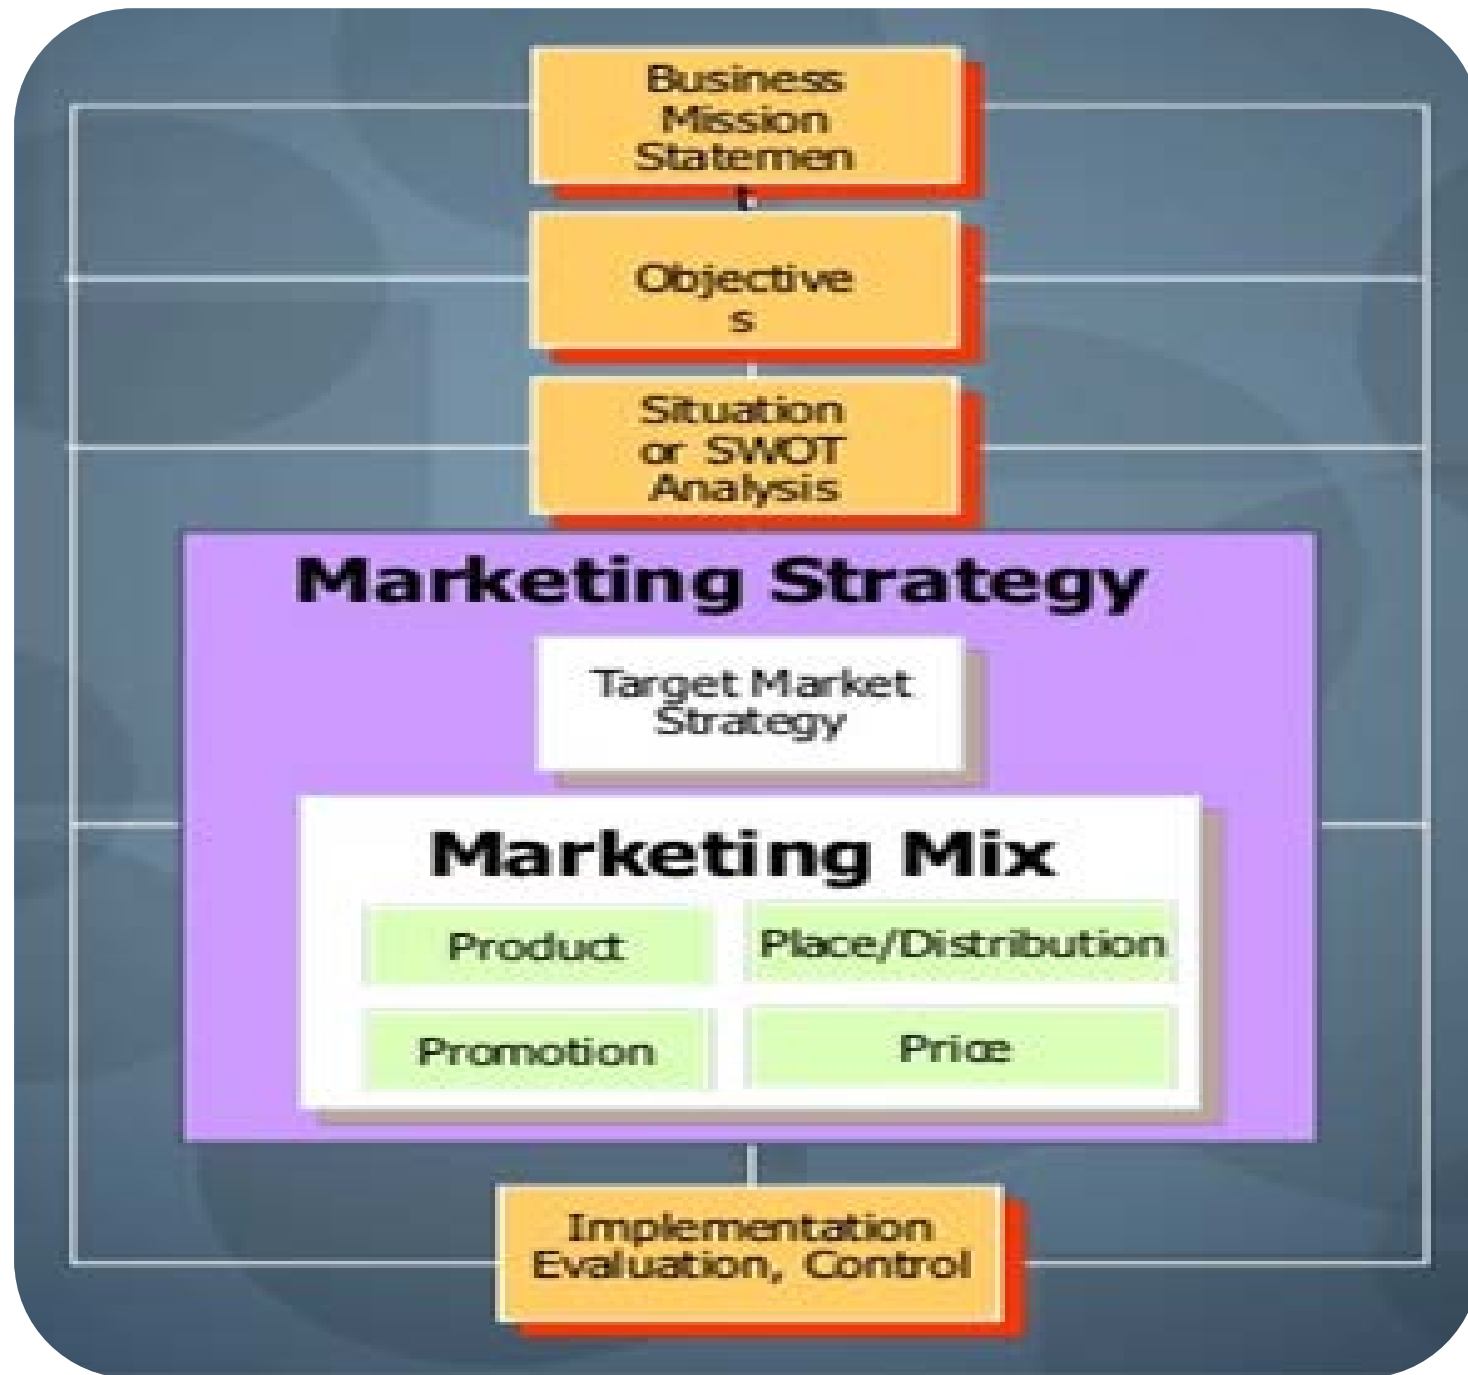 Business
Mission
Statemen
t
Objective
s
Situation
or SWOT
Analysis
Marketing Strategy
Target Market
Strategy
Marketing Mix
Product
Place/Distribution
Promotion
Price
Implementation
Evaluation, Control